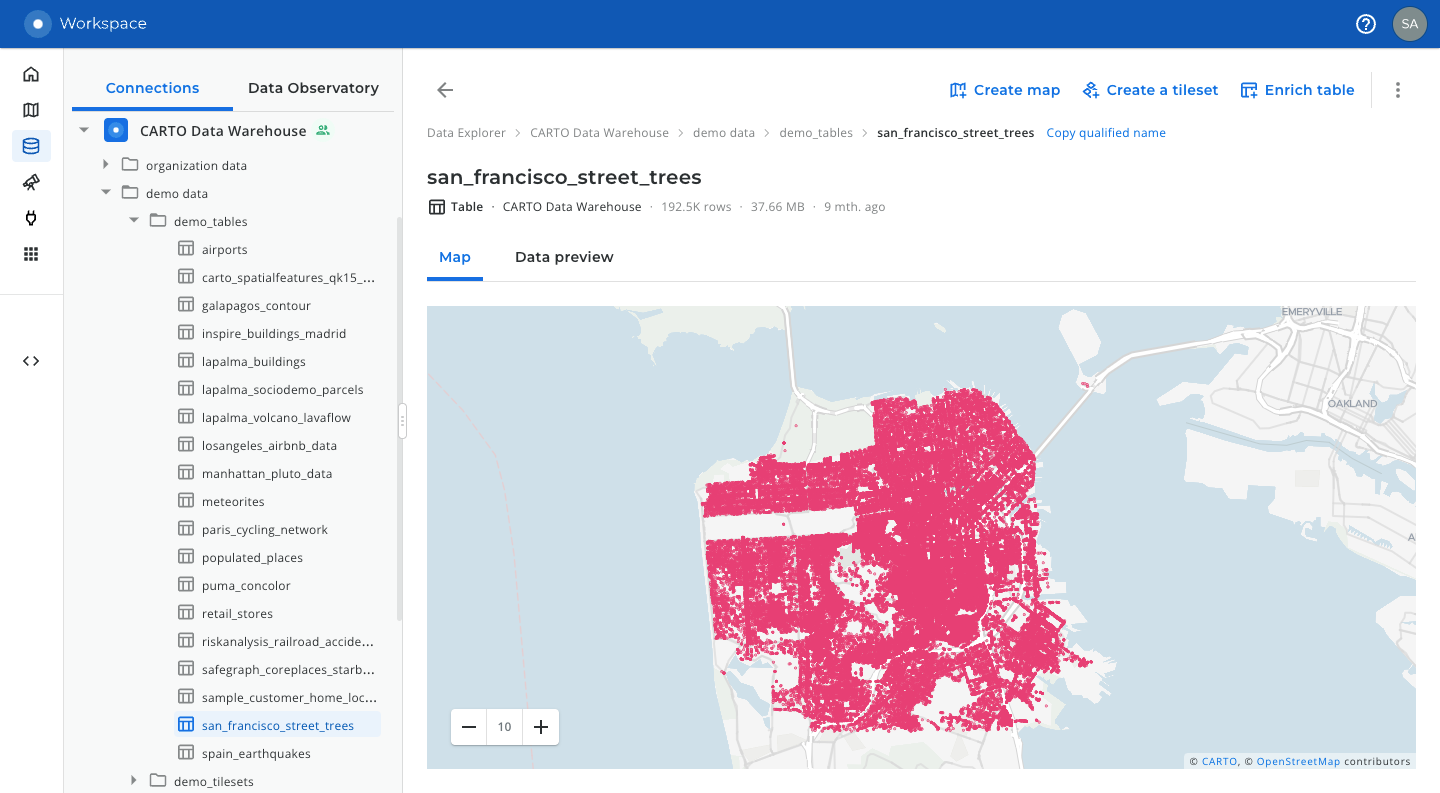 Workspace
SA
Connections
Data Observatory
CARTO Data Warehouse
organization data
demo data
demo_tables
airports
carto_spatialfeatures_qk15_...
galapagos_contour
inspire_buildings_madrid
lapalma_buildings
lapalma_sociodemo_parcels
lapalma_volcano_lavaflow
losangeles_airbnb_data
manhattan_pluto_data
meteorites
paris_cycling_network
populated_places
puma_concolor
retail_stores
riskanalysis_railroad_accide...
safegraph_coreplaces_starb...
sample_customer_home_loc...
san_francisco_street_trees
spain_earthquakes
demo_tilesets
Create map
Create a tileset
Enrich table
Data Explorer > CARTO Data Warehouse > demo data > demo_tables > san_francisco_street_trees Copy qualified name
san_francisco_street_trees
Table · CARTO Data Warehouse · 192.5K rows · 37.66 MB · 9 mth. ago
Map
Data preview
EMERYVILLE
OAKLAND
A
10
© CARTO, © OpenStreetMap contributors